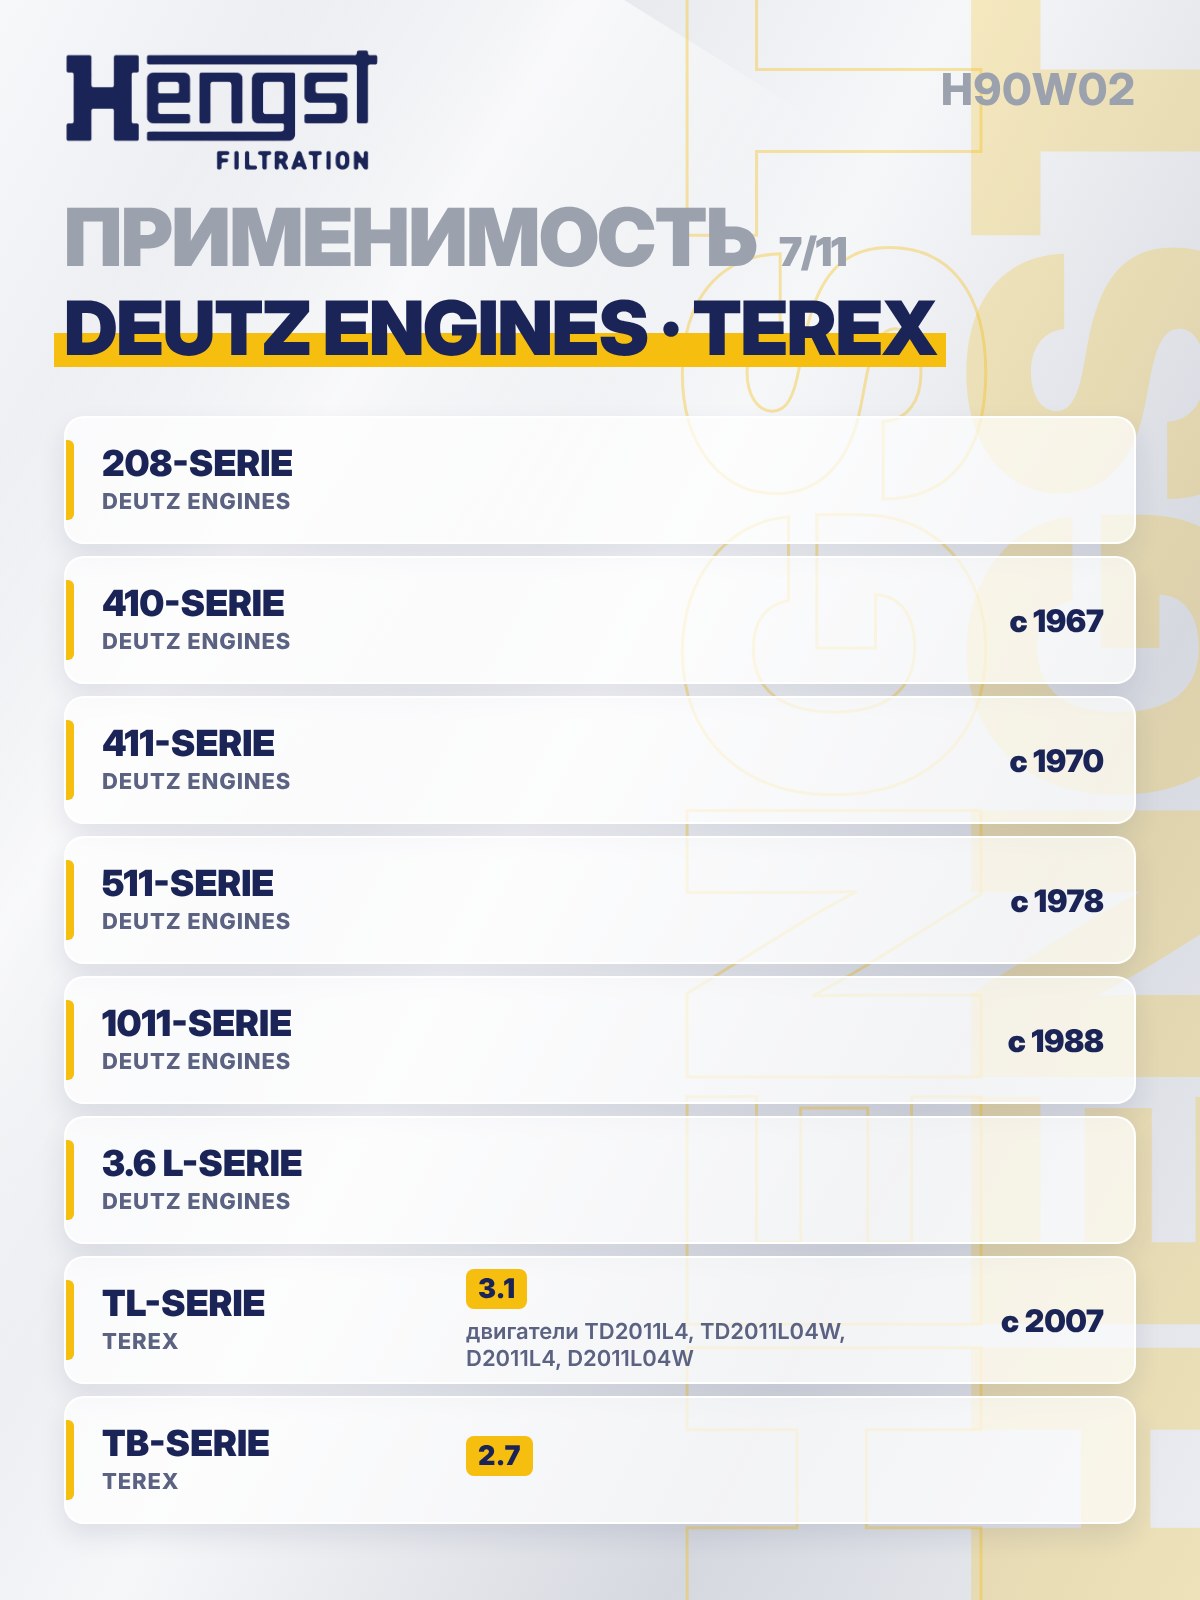 Hengst
FILTRATION
H90W02
ПРИМЕНИМОСТЬ 7/11
DEUTZ ENGINES · TEREX
208-SERIE
DEUTZ ENGINES
410-SERIE
DEUTZ ENGINES
с 1967
411-SERIE
DEUTZ ENGINES
с 1970
511-SERIE
DEUTZ ENGINES
с 1978
1011-SERIE
DEUTZ ENGINES
с 1988
3.6 L-SERIE
DEUTZ ENGINES
TL-SERIE
TEREX
3.1
двигатели TD2011L4, TD2011L04W,
D2011L4, D2011L04W
с 2007
TB-SERIE
TEREX
2.7
HENGST
HENGST